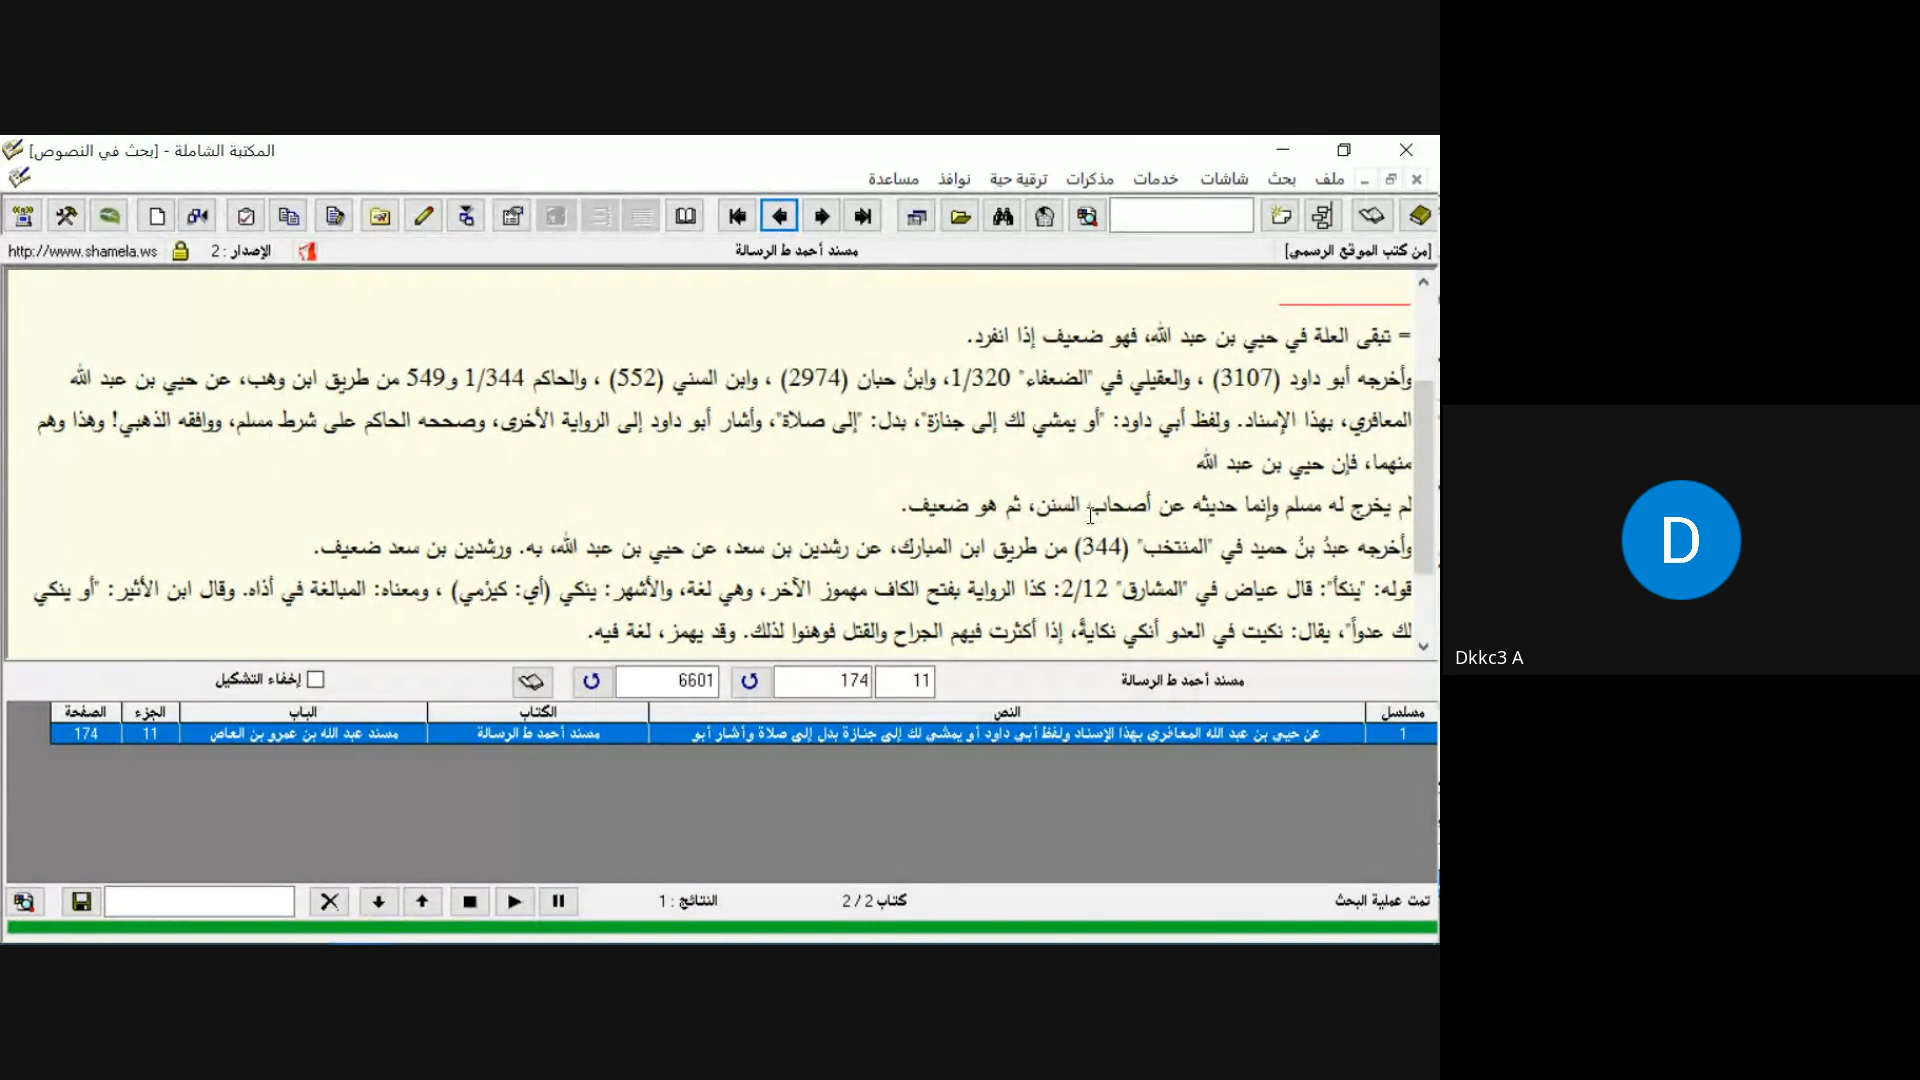 المكتبة الشاملة - [بحث في النصوص]
ملف بحث شاشات خدمات مذكرات ترقية حية نوافذ مساعدة
[من كتب الموقع الرسمي] مسند أحمد ط الرسالة الإصدار : 2 http://www.shamela.ws
= تبقى العلة في حيي بن عبد الله، فهو ضعيف إذا انفرد.
وأخرجه أبو داود (3107) ، والعقيلي في "الضعفاء" 1/320، وابنُ حبان (2974) ، وابن السني (552) ، والحاكم 1/344 و549 من طريق ابن وهب، عن حيي بن عبد الله
المعافري، بهذا الإسناد. ولفظ أبي داود: "أو يمشي لك إلى جنازة"، بدل: "إلى صلاة"، وأشار أبو داود إلى الرواية الأخرى، وصححه الحاكم على شرط مسلم، ووافقه الذهبي! وهذا وهم
منهما، فإن حيي بن عبد الله
لم يخرج له مسلم وإنما حديثه عن أصحاب السنن، ثم هو ضعيف.
وأخرجه عبدُ بنُ حميد في "المنتخب" (344) من طريق ابن المبارك، عن رشدين بن سعد، عن حيي بن عبد الله، به. ورشدين بن سعد ضعيف.
قوله: "ينكأ": قال عياض في "المشارق" 2/12: كذا الرواية بفتح الكاف مهموز الآخر، وهي لغة، والأشهر: ينكي (أي: كيرْمي) ، ومعناه: المبالغة في أذاه. وقال ابن الأثير: "أو ينكي
لك عدواً"، يقال: نكيت في العدو أنكي نكايةً، إذا أكثرت فيهم الجراح والقتل فوهنوا لذلك. وقد يهمز، لغة فيه.
مسند أحمد ط الرسالة 11 174 6601 إخفاء التشكيل
مسلسل النص الكتاب الباب الجزء الصفحة
1 عن حيي بن عبد الله المعافري بهذا الإسناد ولفظ أبي داود أو يمشي لك إلى جنازة بدل إلى صلاة وأشار أبو مسند أحمد ط الرسالة مسند عبد الله بن عمرو بن العاص 11 174
تمت عملية البحث كتاب 2 / 2 النتائج : 1
D
Dkkc3 A